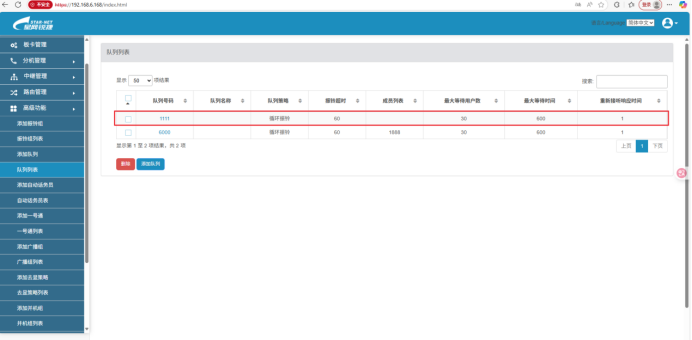 不安全 https://192.168.6.168/index.html
登录
STAR-NET
星网锐捷
语言/Language: 简体中文
板卡管理
分机管理
中继管理
路由管理
高级功能
添加振铃组
振铃组列表
添加队列
队列列表
添加自动话务员
自动话务员表
添加一号通
一号通列表
添加广播组
广播组列表
添加去显策略
去显策略列表
添加并机组
并机组列表
队列列表
显示 50 项结果
搜索:
队列号码 队列名称 队列策略 振铃超时 成员列表 最大等待用户数 最大等待时间 重新接听响应时间
1111 循环振铃 60 30 600 1
6000 循环振铃 60 1888 30 600 1
显示第 1 至 2 项结果，共 2 项
上页 1 下页
删除 添加队列